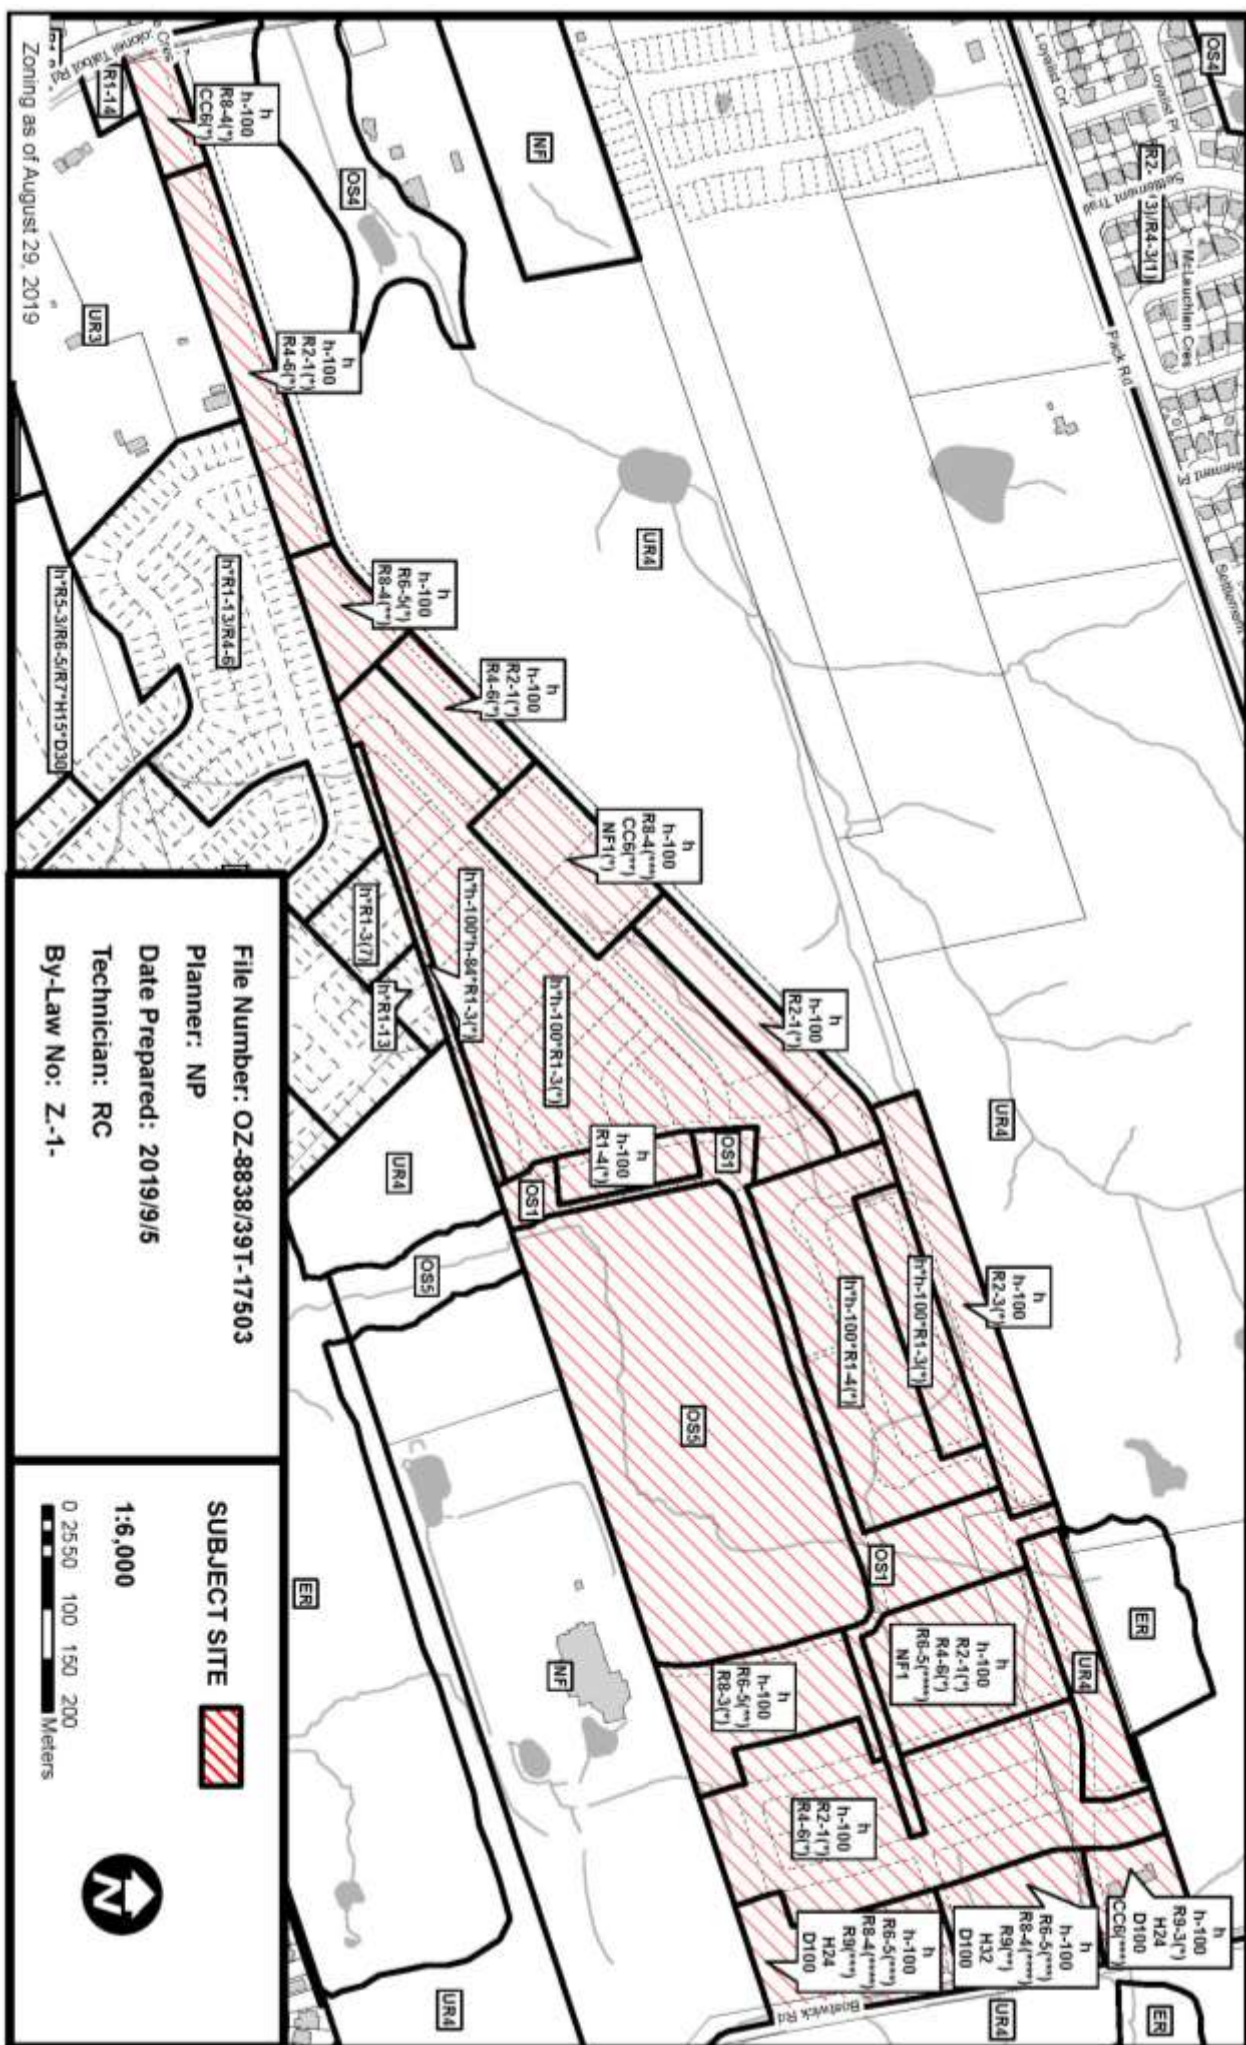 OS4
Loyalist Crt
Loyalist Pl
R2-
3)/R4-3(1)
Settlement Trail
McLauchlan Cres
Pack Rd
Settlement
NF
OS4
Colonel Talbot Rd
R1-14
h
h-100
R8-4(*)
CC6(*)
UR3
h
h-100
R2-1(*)
R4-6(*)
UR4
h
h-100
R6-5(*)
R8-4(**)
h
h-100
R2-1(*)
R4-6(*)
h*R1-13/R4-6
h*R5-3/R6-5/R7*H15*D30
h
h-100
R8-4(***)
CC6(**)
NF1(*)
h*h-100*h-84*R1-3(*)
h*R1-3(7)
h*R1-13
h*h-100*R1-3(*)
h
h-100
R2-1(*)
UR4
h
h-100
R1-4(*)
OS1
OS1
UR4
OS5
h
h-100
R2-3(*)
h*h-100*R1-3(*)
h*h-100*R1-4(*)
OS5
OS1
ER
ER
UR4
NF
h
h-100
R2-1(*)
R4-6(*)
R6-5(****)
NF1
h
h-100
R6-5(**)
R8-3(*)
h
h-100
R2-1(*)
R4-6(*)
h
h-100
R9-3(*)
H24
D100
CC6(***)
h
h-100
R6-5(***)
R8-4(****)
R9(**)
H32
D100
h
h-100
R6-5(***)
R8-4(****)
R9(***)
H24
D100
Bostwick Rd
ER
UR4
UR4
Zoning as of August 29, 2019
File Number: OZ-8838/39T-17503
Planner: NP
Date Prepared: 2019/9/5
Technician: RC
By-Law No: Z.-1-
SUBJECT SITE
1:6,000
0 25 50 100 150 200
Meters
N